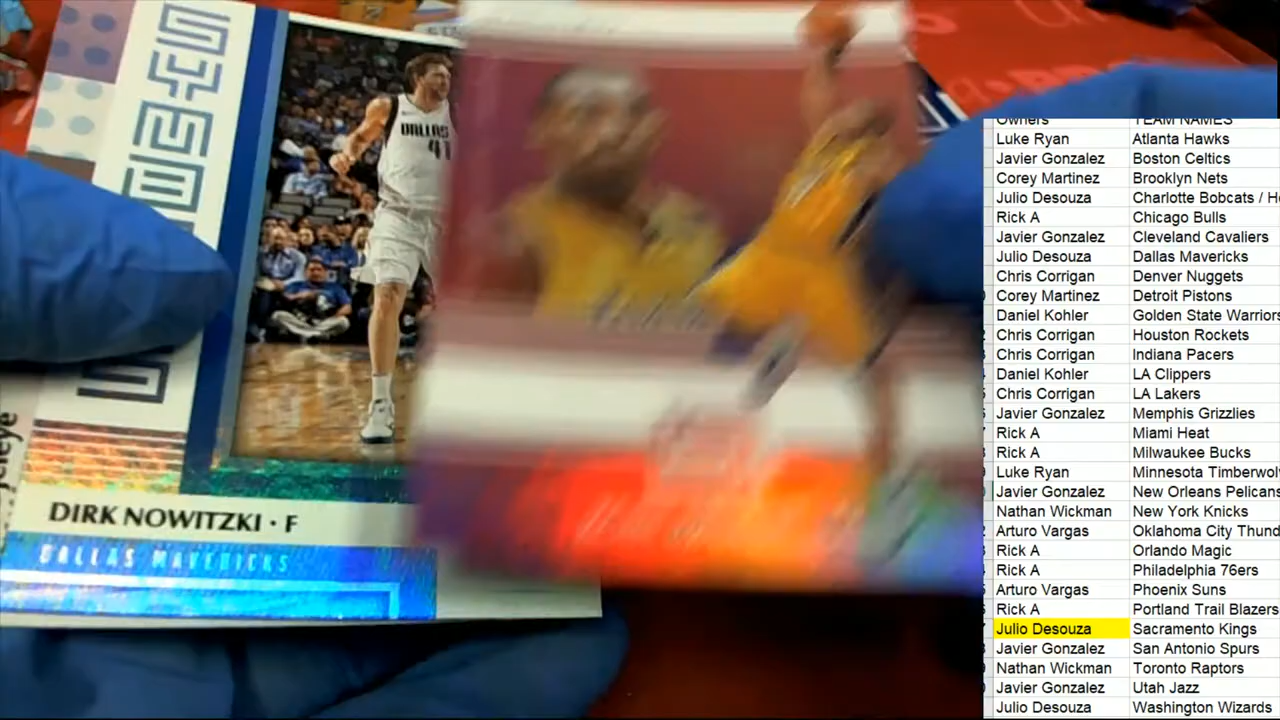 DALLAS
41
DIRK NOWITZKI • F
DALLAS MAVERICKS
Owners TEAM NAMES
Luke Ryan Atlanta Hawks
Javier Gonzalez Boston Celtics
Corey Martinez Brooklyn Nets
Julio Desouza Charlotte Bobcats / Ho
Rick A Chicago Bulls
Javier Gonzalez Cleveland Cavaliers
Julio Desouza Dallas Mavericks
Chris Corrigan Denver Nuggets
Corey Martinez Detroit Pistons
Daniel Kohler Golden State Warriors
Chris Corrigan Houston Rockets
Chris Corrigan Indiana Pacers
Daniel Kohler LA Clippers
Chris Corrigan LA Lakers
Javier Gonzalez Memphis Grizzlies
Rick A Miami Heat
Rick A Milwaukee Bucks
Luke Ryan Minnesota Timberwol
Javier Gonzalez New Orleans Pelicans
Nathan Wickman New York Knicks
Arturo Vargas Oklahoma City Thund
Rick A Orlando Magic
Rick A Philadelphia 76ers
Arturo Vargas Phoenix Suns
Rick A Portland Trail Blazers
Julio Desouza Sacramento Kings
Javier Gonzalez San Antonio Spurs
Nathan Wickman Toronto Raptors
Javier Gonzalez Utah Jazz
Julio Desouza Washington Wizards